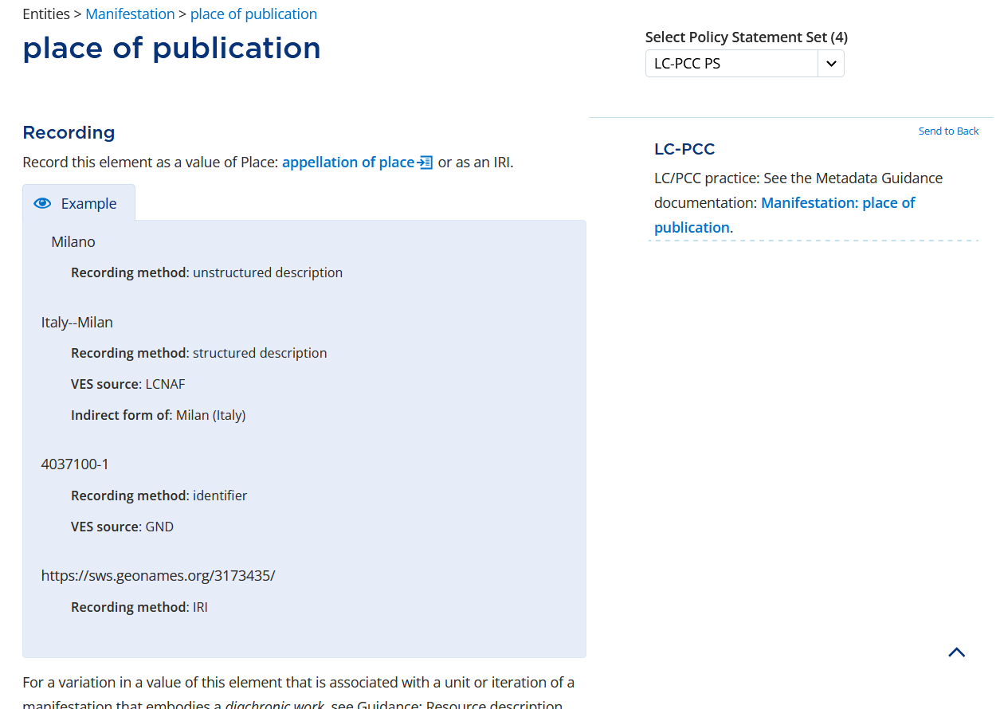 Entities > Manifestation > place of publication
place of publication
Select Policy Statement Set (4)
LC-PCC PS
Recording
Record this element as a value of Place: appellation of place or as an IRI.
Example
Milano
Recording method: unstructured description
Italy--Milan
Recording method: structured description
VES source: LCNAF
Indirect form of: Milan (Italy)
4037100-1
Recording method: identifier
VES source: GND
https://sws.geonames.org/3173435/
Recording method: IRI
For a variation in a value of this element that is associated with a unit or iteration of a
manifestation that embodies a diachronic work, see Guidance: Resource description.
Send to Back
LC-PCC
LC/PCC practice: See the Metadata Guidance
documentation: Manifestation: place of
publication.